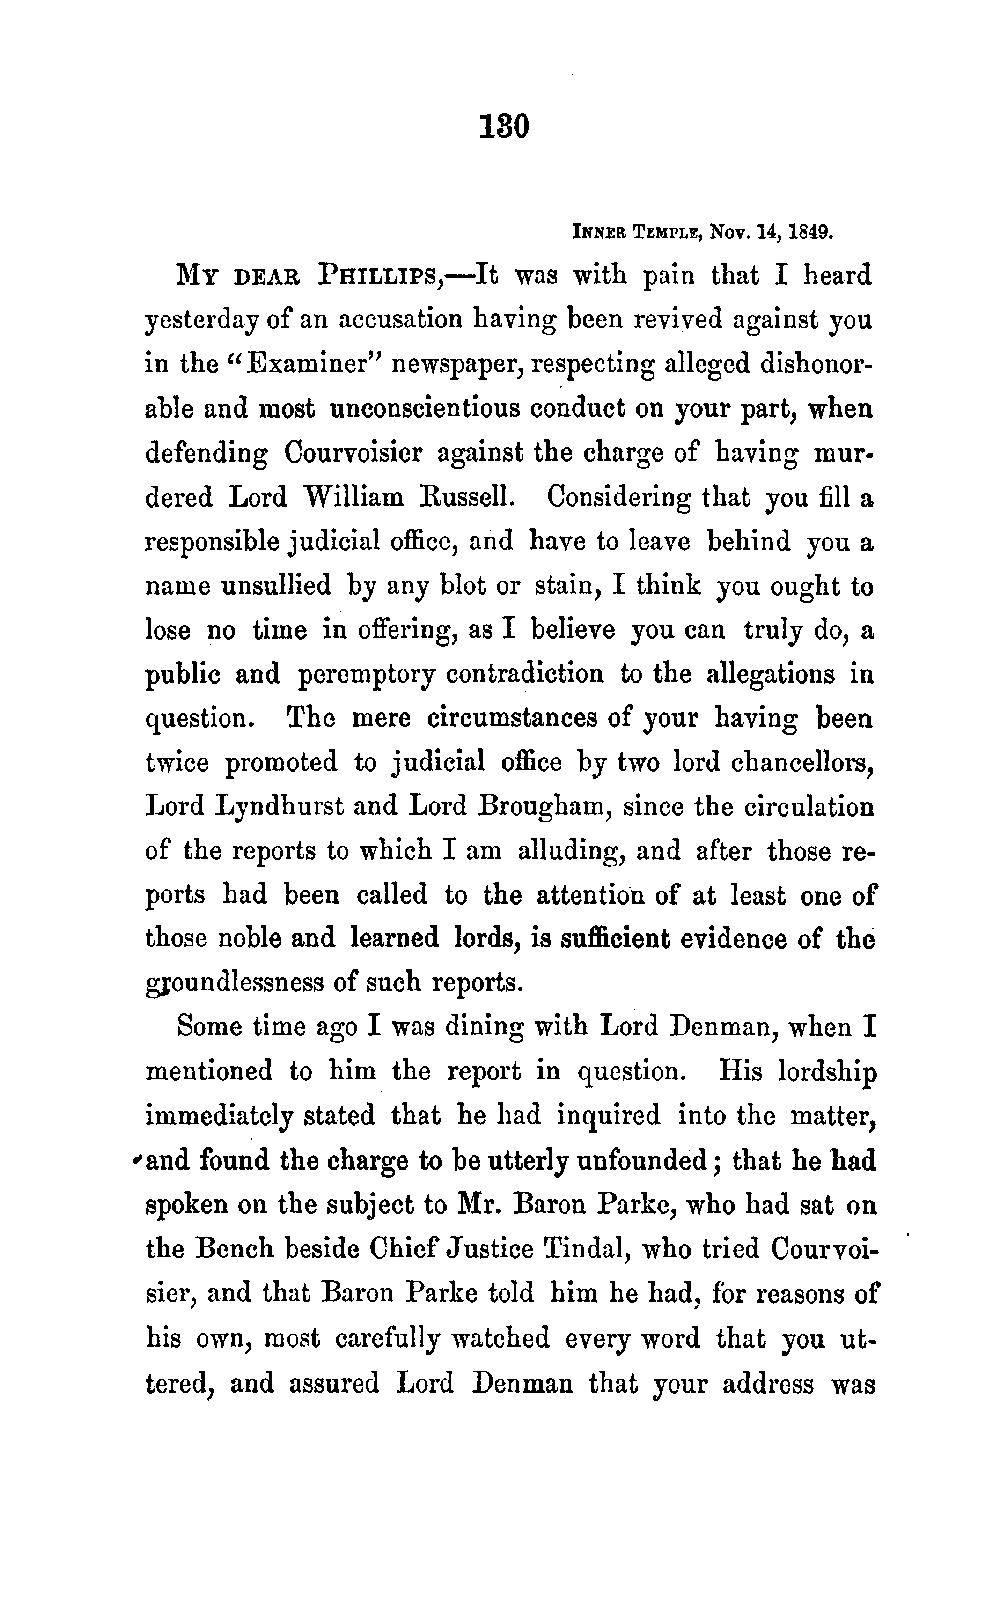 130
Inner Temple, Nov. 14, 1849.
My dear Phillips,—It was with pain that I heard
yesterday of an accusation having been revived against you
in the "Examiner" newspaper, respecting alleged dishonor-
able and most unconscientious conduct on your part, when
defending Courvoisier against the charge of having mur-
dered Lord William Russell. Considering that you fill a
responsible judicial office, and have to leave behind you a
name unsullied by any blot or stain, I think you ought to
lose no time in offering, as I believe you can truly do, a
public and peremptory contradiction to the allegations in
question. The mere circumstances of your having been
twice promoted to judicial office by two lord chancellors,
Lord Lyndhurst and Lord Brougham, since the circulation
of the reports to which I am alluding, and after those re-
ports had been called to the attention of at least one of
those noble and learned lords, is sufficient evidence of the
groundlessness of such reports.
Some time ago I was dining with Lord Denman, when I
mentioned to him the report in question. His lordship
immediately stated that he had inquired into the matter,
and found the charge to be utterly unfounded; that he had
spoken on the subject to Mr. Baron Parke, who had sat on
the Bench beside Chief Justice Tindal, who tried Courvoi-
sier, and that Baron Parke told him he had, for reasons of
his own, most carefully watched every word that you ut-
tered, and assured Lord Denman that your address was